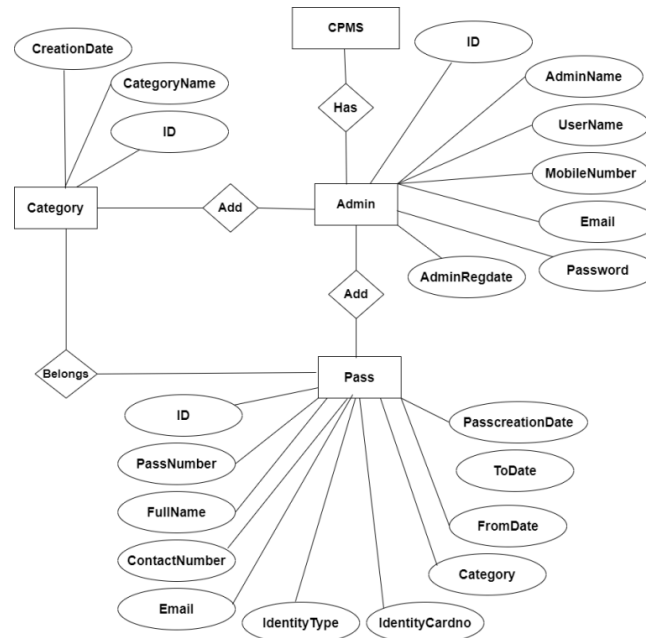 CPMS
ID
CreationDate
CategoryName
AdminName
Has
UserName
ID
MobileNumber
Category
Add
Admin
Email
AdminRegdate
Password
Add
Belongs
Pass
ID
PasscreationDate
PassNumber
ToDate
FullName
FromDate
ContactNumber
Category
Email
IdentityType
IdentityCardno